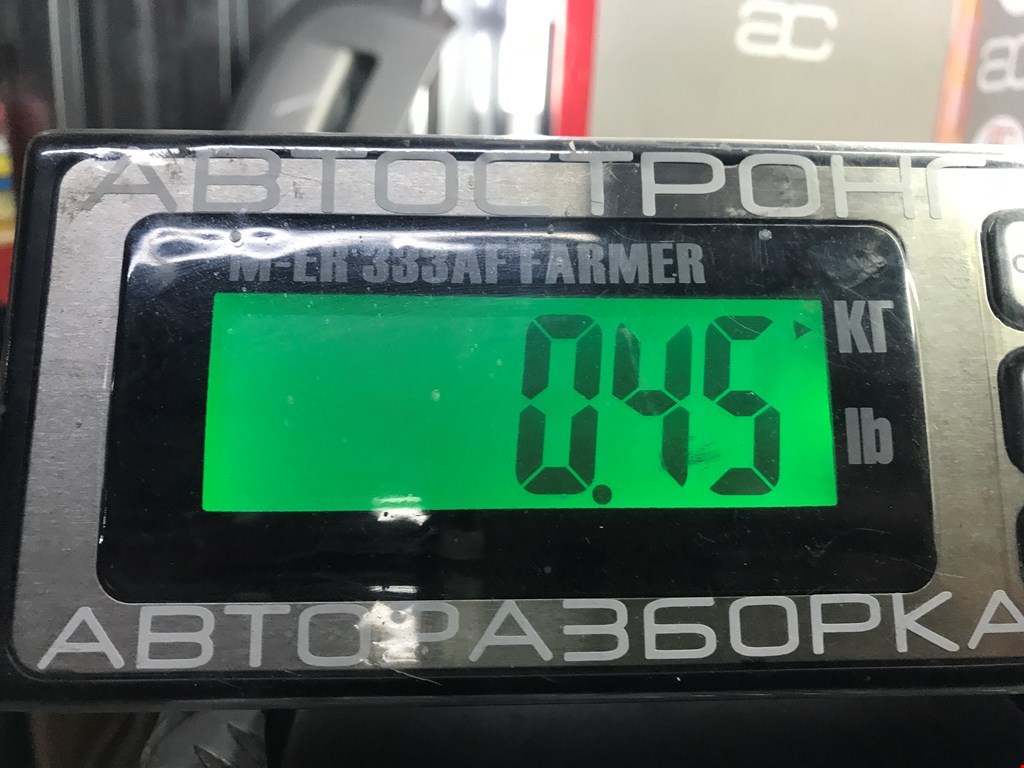 ac
АВТОСТРОНГ
M-ER 333AF FARMER
0.45
КГ
lb
АВТОРАЗБОРКА